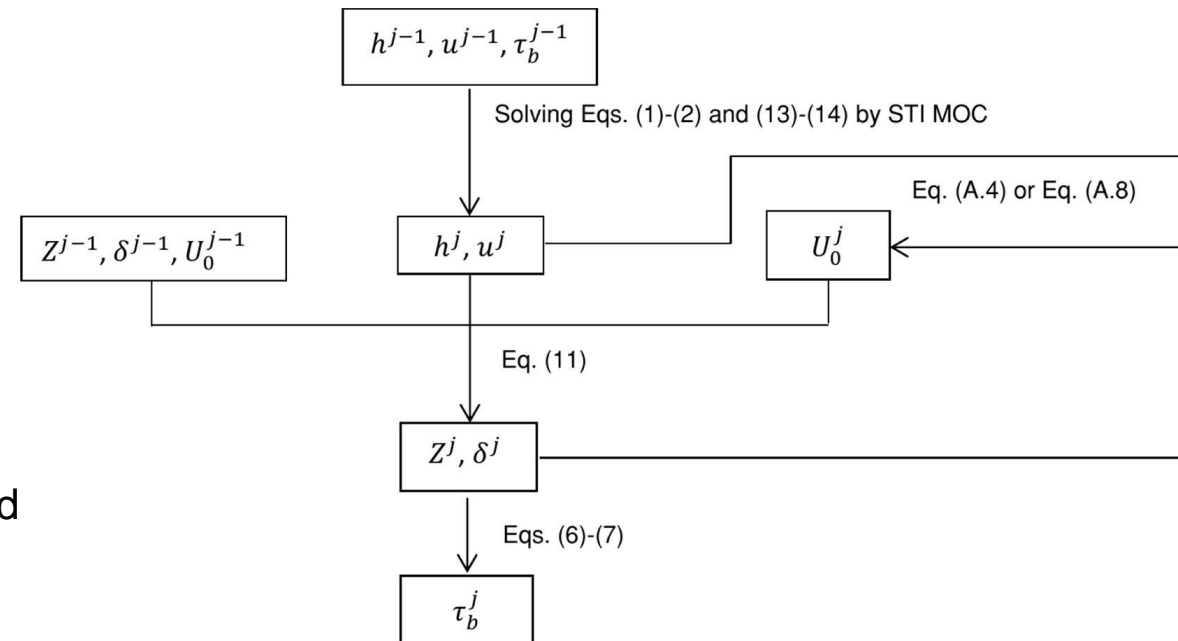 h^{j−1}, u^{j−1}, τ_b^{j−1}
Solving Eqs. (1)-(2) and (13)-(14) by STI MOC
Eq. (A.4) or Eq. (A.8)
Z^{j−1}, δ^{j−1}, U_0^{j−1}
h^j, u^j
U_0^j
Eq. (11)
Z^j, δ^j
d
Eqs. (6)-(7)
τ_b^j